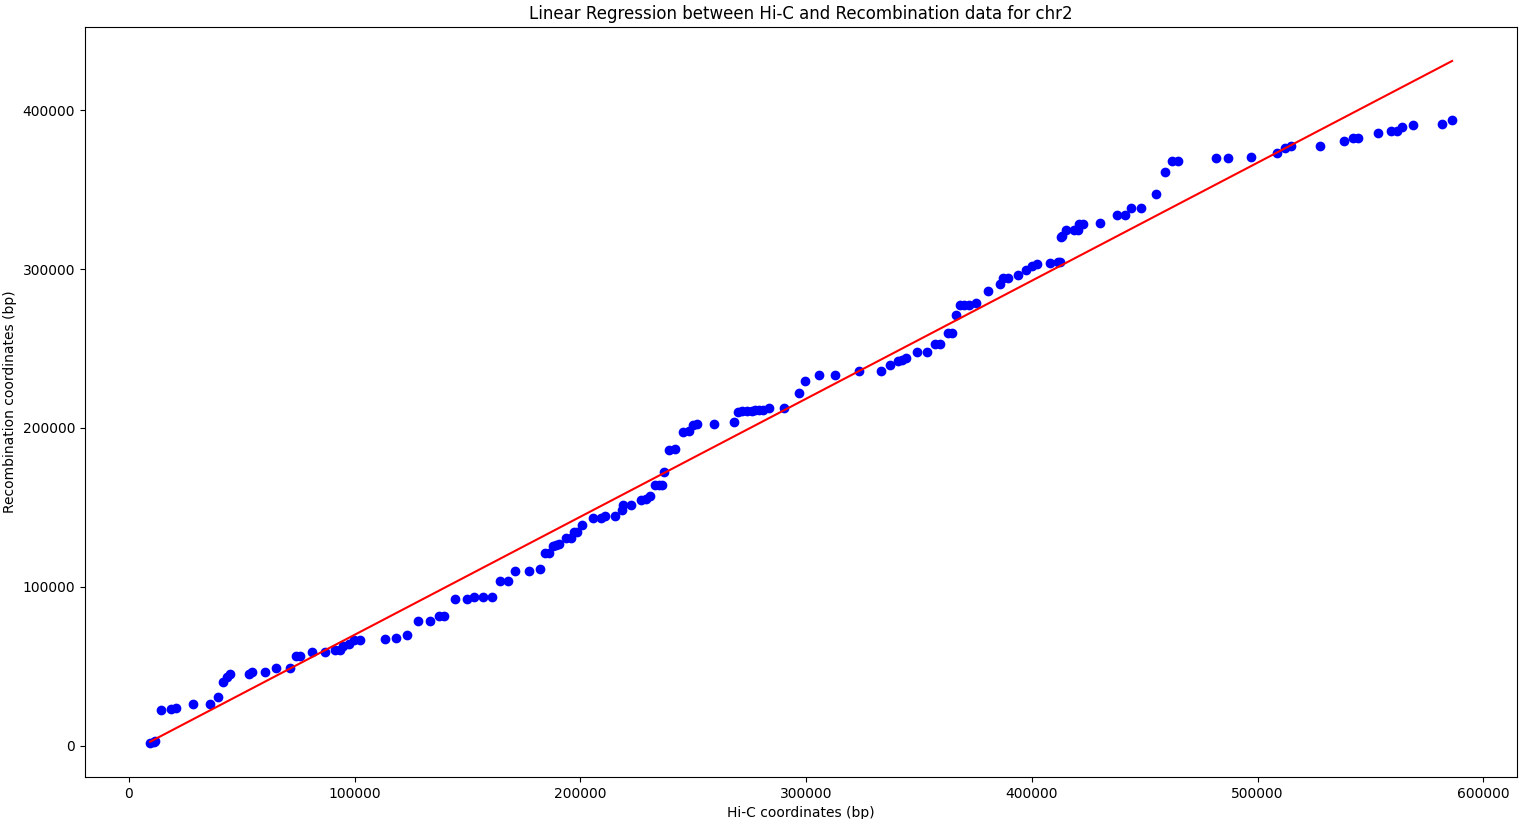 Linear Regression between Hi-C and Recombination data for chr2
Recombination coordinates (bp)
400000
300000
200000
100000
0
0 100000 200000 300000 400000 500000 600000
Hi-C coordinates (bp)